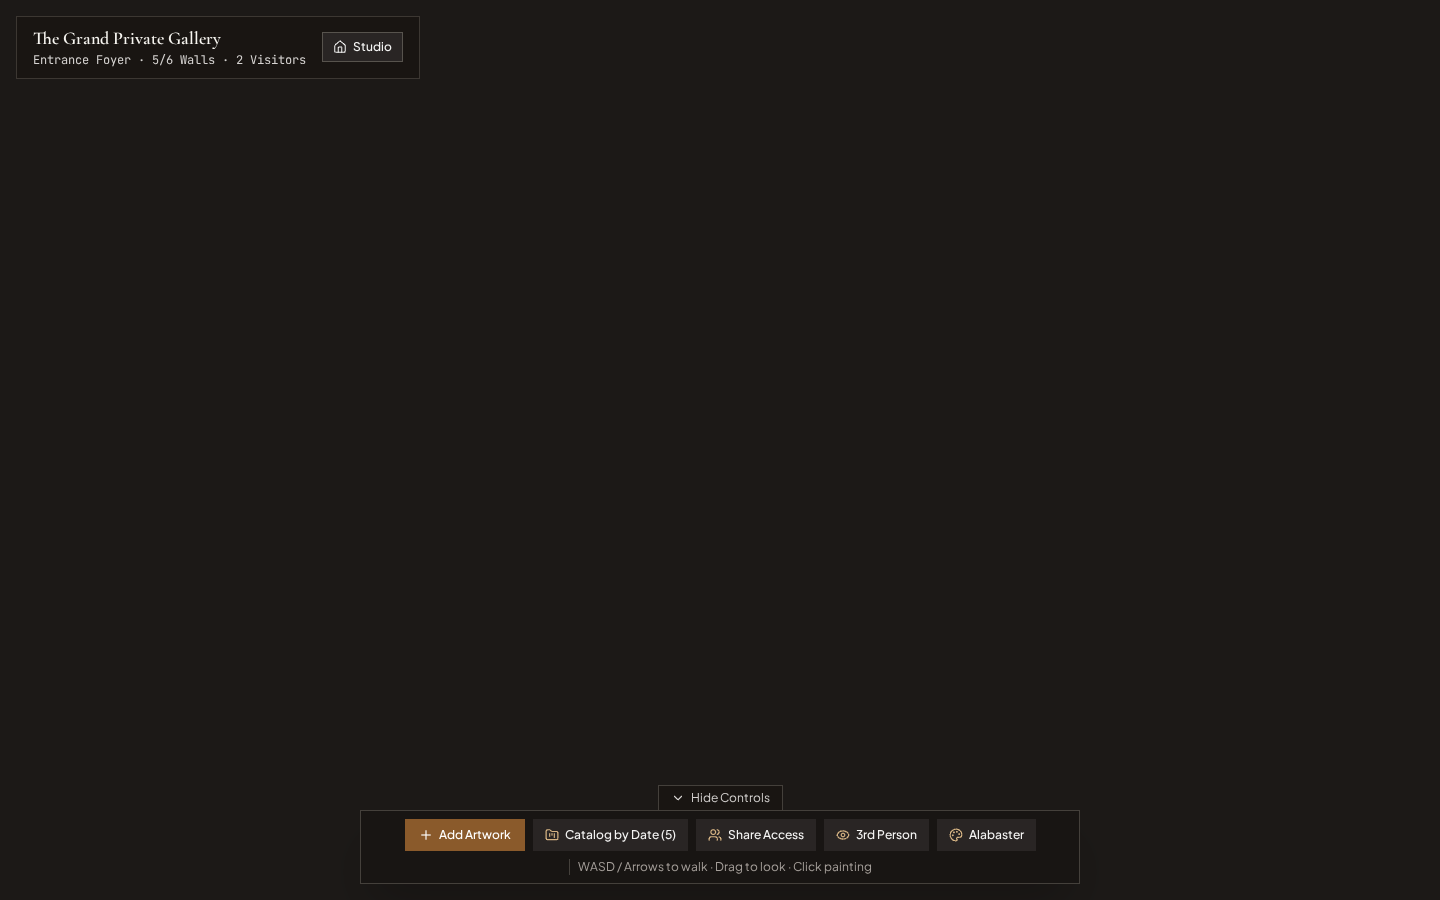 The Grand Private Gallery
Entrance Foyer · 5/6 Walls · 2 Visitors
Studio
Hide Controls
Add Artwork
Catalog by Date (5)
Share Access
3rd Person
Alabaster
WASD / Arrows to walk · Drag to look · Click painting